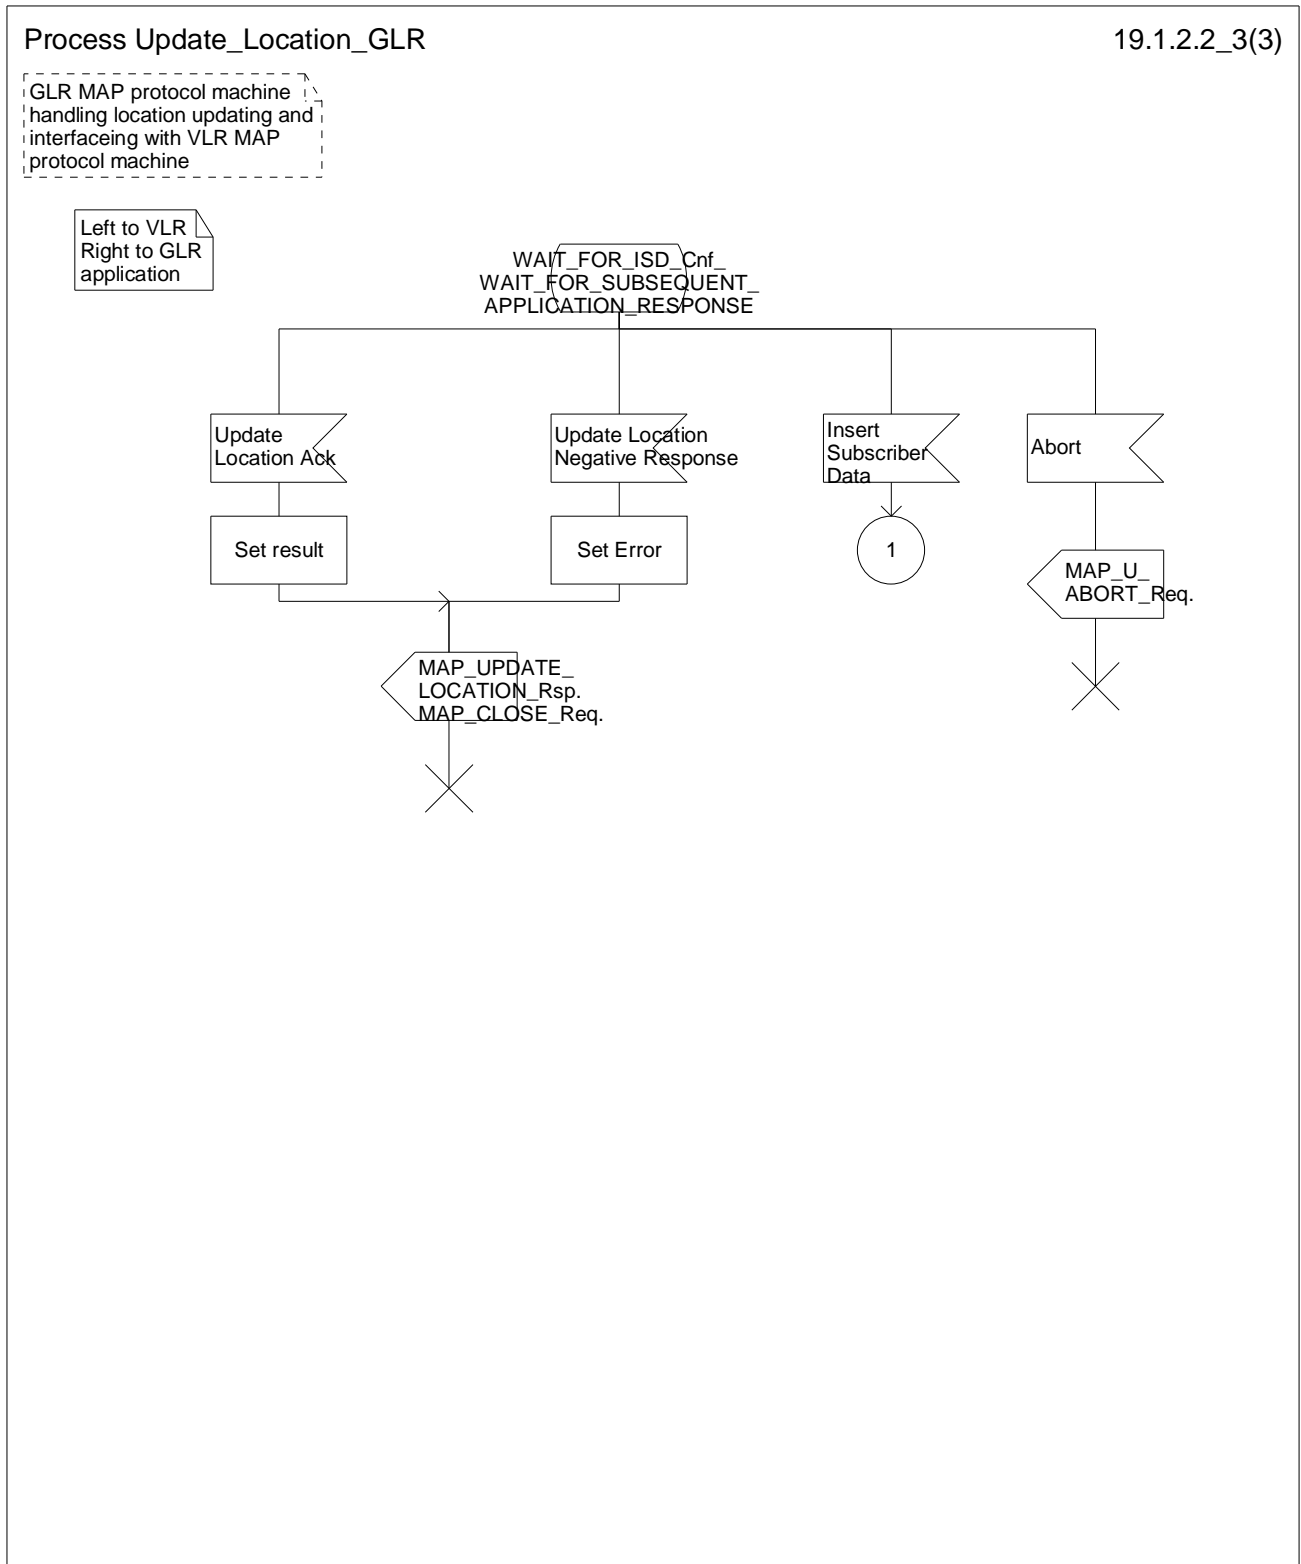 Process Update_Location_GLR
19.1.2.2_3(3)
GLR MAP protocol machine
handling location updating and
interfaceing with VLR MAP
protocol machine
Left to VLR
Right to GLR
application
WAIT_FOR_ISD_Cnf_
WAIT_FOR_SUBSEQUENT_
APPLICATION_RESPONSE
Update
Location Ack
Update Location
Negative Response
Insert
Subscriber
Data
Abort
Set result
Set Error
1
MAP_U_
ABORT_Req.
MAP_UPDATE_
LOCATION_Rsp.
MAP_CLOSE_Req.